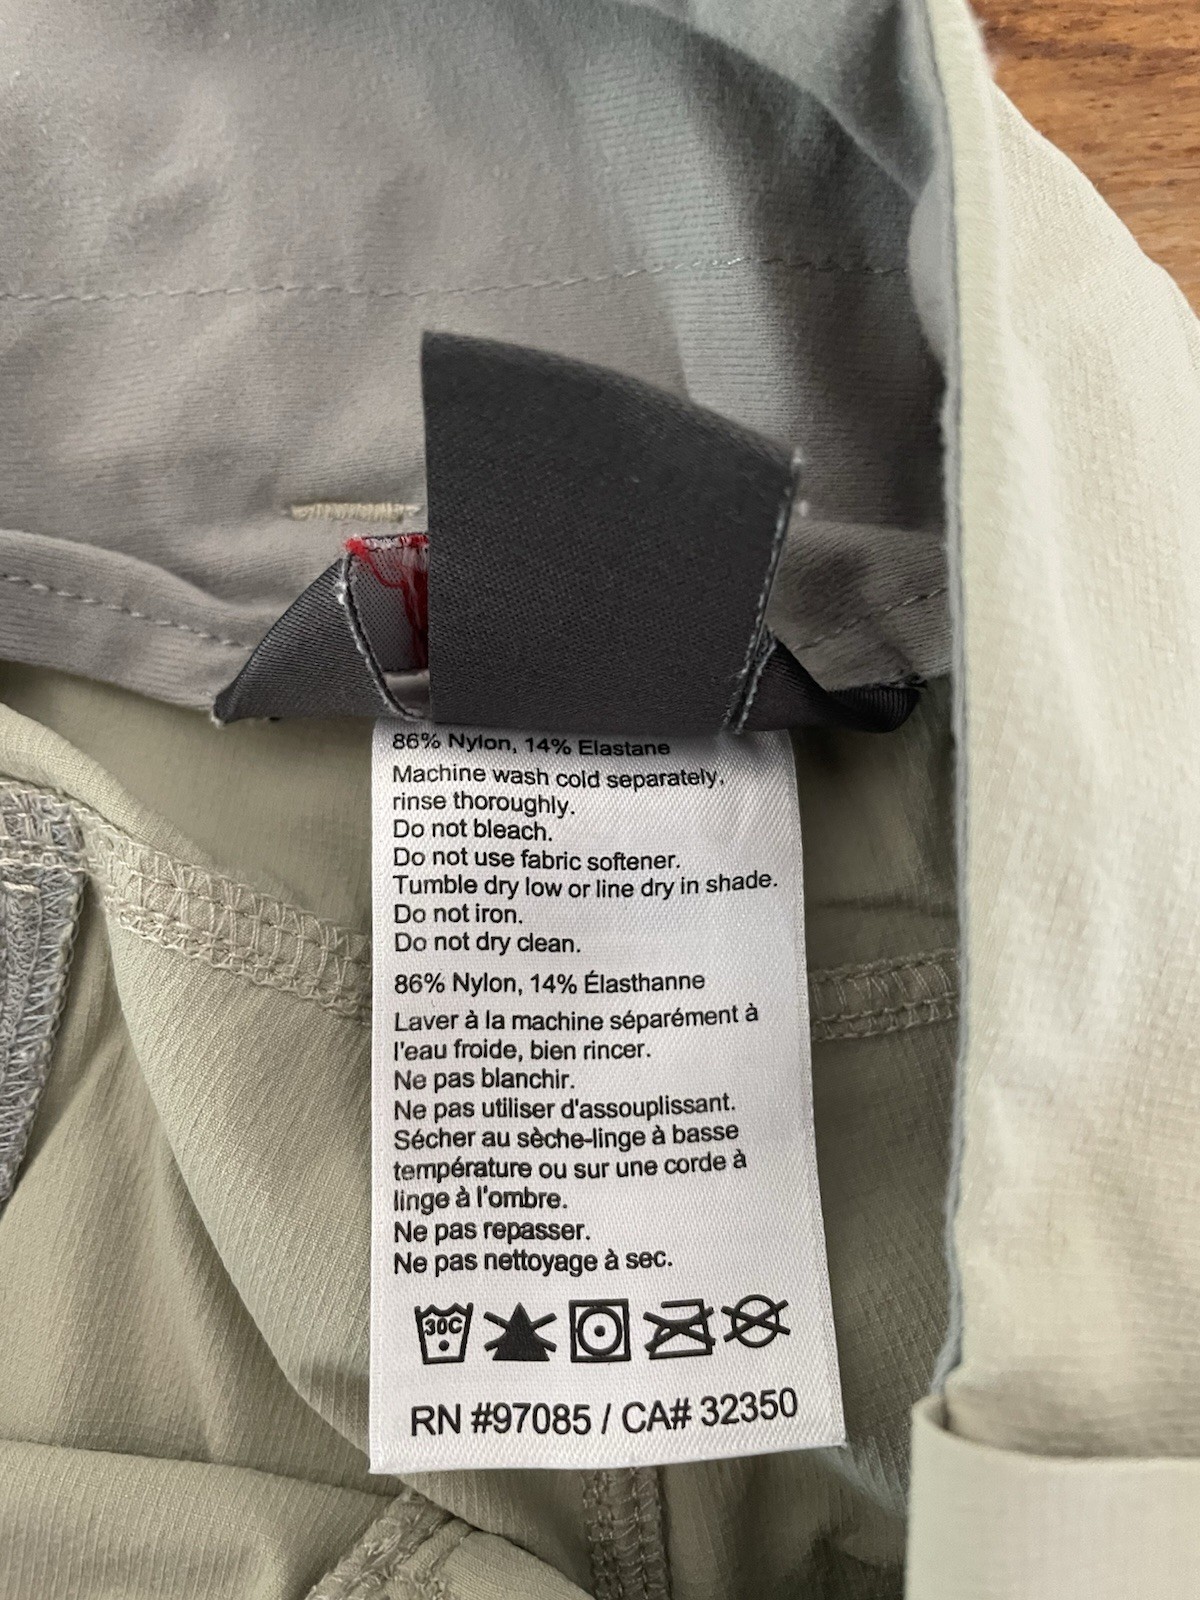 86% Nylon, 14% Elastane
Machine wash cold separately,
rinse thoroughly.
Do not bleach.
Do not use fabric softener.
Tumble dry low or line dry in shade.
Do not iron.
Do not dry clean.
86% Nylon, 14% Élasthanne
Laver à la machine séparément à
l'eau froide, bien rincer.
Ne pas blanchir.
Ne pas utiliser d'assouplissant.
Sécher au sèche-linge à basse
température ou sur une corde à
linge à l'ombre.
Ne pas repasser.
Ne pas nettoyage à sec.
30C
RN #97085 / CA# 32350